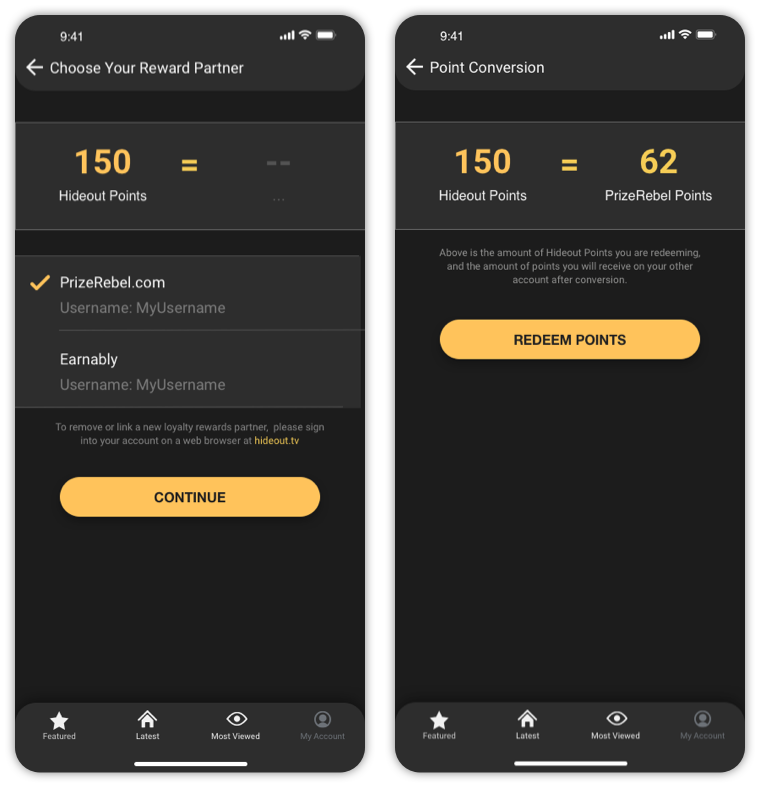 9:41
Choose Your Reward Partner
150 = --
Hideout Points ...
PrizeRebel.com
Username: MyUsername
Earnably
Username: MyUsername
To remove or link a new loyalty rewards partner, please sign
into your account on a web browser at hideout.tv
CONTINUE
Featured Latest Most Viewed My Account
9:41
Point Conversion
150 = 62
Hideout Points PrizeRebel Points
Above is the amount of Hideout Points you are redeeming,
and the amount of points you will receive on your other
account after conversion.
REDEEM POINTS
Featured Latest Most Viewed My Account